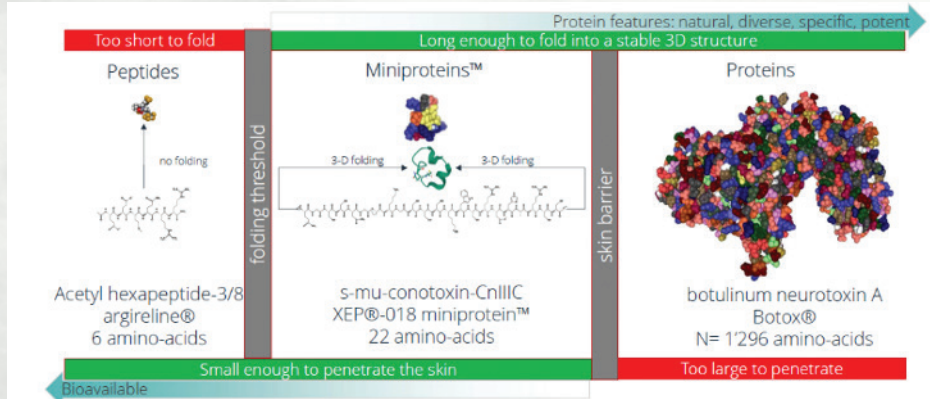 Protein features: natural, diverse, specific, potent
Too short to fold
Long enough to fold into a stable 3D structure
Peptides
Miniproteins™
Proteins
no folding
folding threshold
3-D folding
3-D folding
skin barrier
Acetyl hexapeptide-3/8
argireline®
6 amino-acids
s-mu-conotoxin-CnIIIC
XEP®-018 miniprotein™
22 amino-acids
botulinum neurotoxin A
Botox®
N= 1'296 amino-acids
Small enough to penetrate the skin
Too large to penetrate
Bioavailable